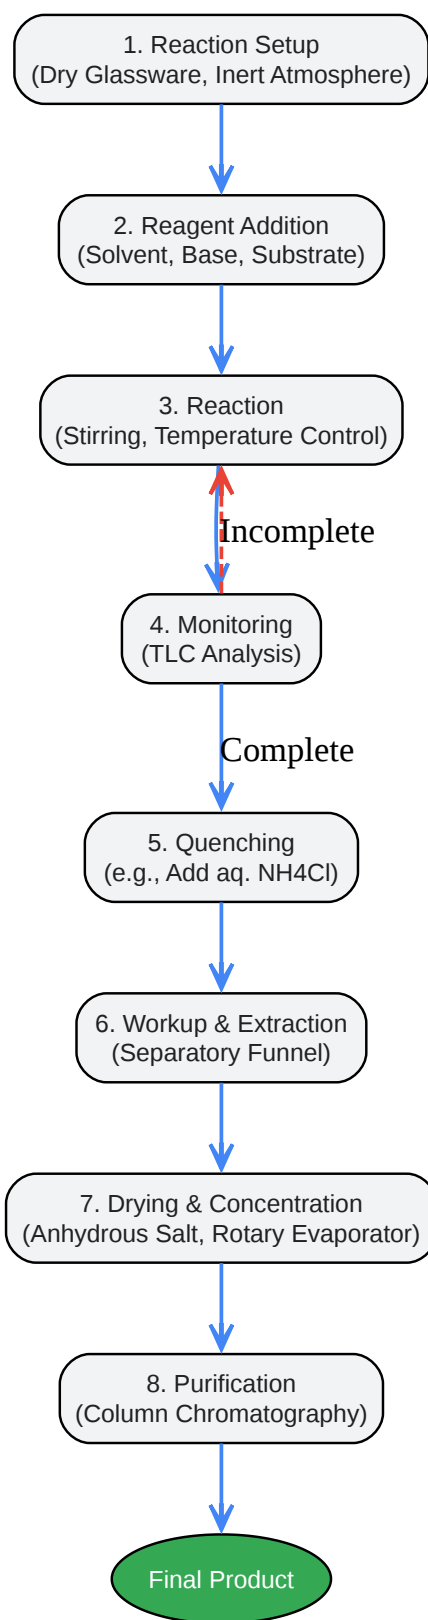 1. Reaction Setup
(Dry Glassware, Inert Atmosphere)
2. Reagent Addition
(Solvent, Base, Substrate)
3. Reaction
(Stirring, Temperature Control)
Incomplete
4. Monitoring
(TLC Analysis)
Complete
5. Quenching
(e.g., Add aq. NH4Cl)
6. Workup & Extraction
(Separatory Funnel)
7. Drying & Concentration
(Anhydrous Salt, Rotary Evaporator)
8. Purification
(Column Chromatography)
Final Product